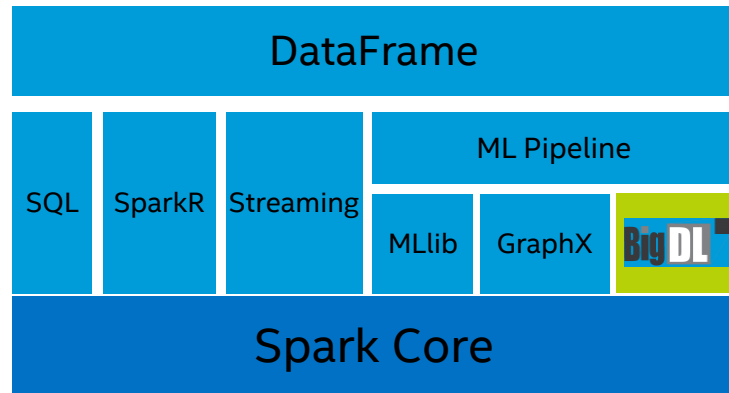 DataFrame
SQL
SparkR
Streaming
ML Pipeline
MLlib
GraphX
BigDL
Spark Core